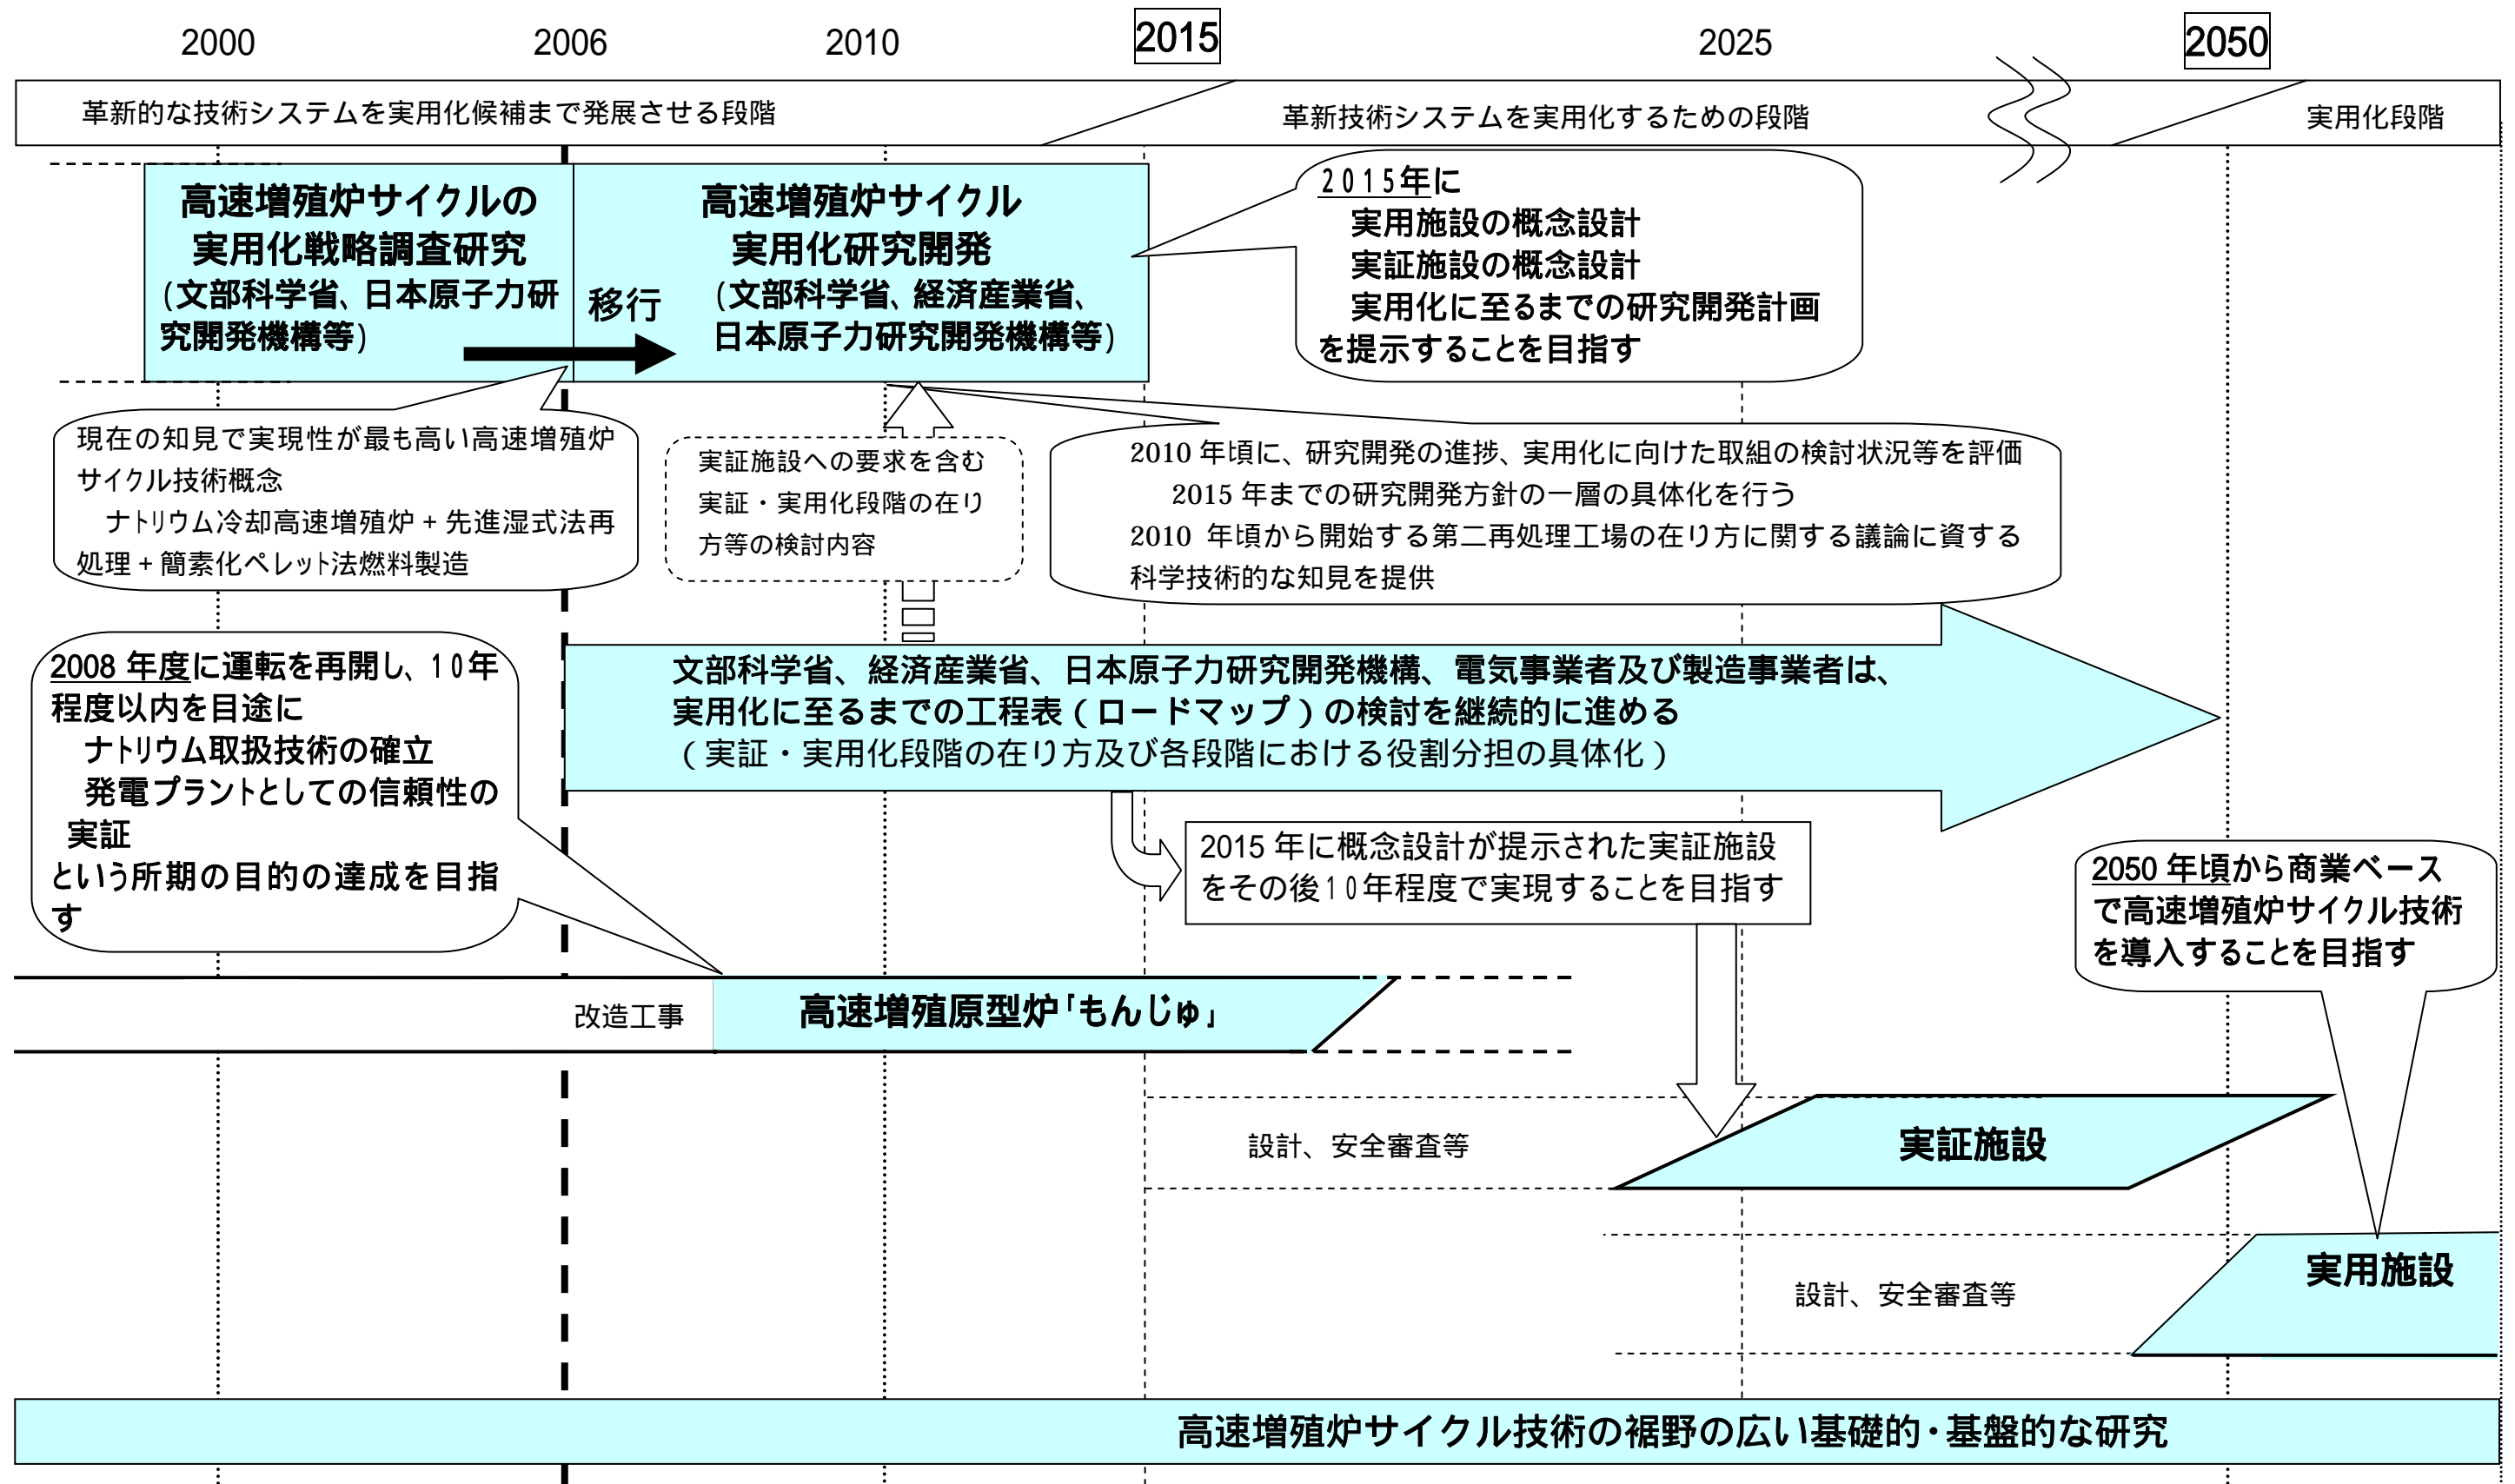 2000
2006
2010
2015
2025
2050
革新的な技術システムを実用化候補まで発展させる段階
革新技術システムを実用化するための段階
実用化段階
高速増殖炉サイクルの
実用化戦略調査研究
(文部科学省、日本原子力研
究開発機構等)
移行
高速増殖炉サイクル
実用化研究開発
(文部科学省、経済産業省、
日本原子力研究開発機構等)
2015年に
実用施設の概念設計
実証施設の概念設計
実用化に至るまでの研究開発計画
を提示することを目指す
現在の知見で実現性が最も高い高速増殖炉
サイクル技術概念
ナトリウム冷却高速増殖炉+先進湿式法再
処理+簡素化ペレット法燃料製造
実証施設への要求を含む
実証・実用化段階の在り
方等の検討内容
2010 年頃に、研究開発の進捗、実用化に向けた取組の検討状況等を評価
2015 年までの研究開発方針の一層の具体化を行う
2010 年頃から開始する第二再処理工場の在り方に関する議論に資する
科学技術的な知見を提供
2008 年度に運転を再開し、10年
程度以内を目途に
ナトリウム取扱技術の確立
発電プラントとしての信頼性の
実証
という所期の目的の達成を目指
す
文部科学省、経済産業省、日本原子力研究開発機構、電気事業者及び製造事業者は、
実用化に至るまでの工程表(ロードマップ)の検討を継続的に進める
(実証・実用化段階の在り方及び各段階における役割分担の具体化)
2015 年に概念設計が提示された実証施設
をその後10年程度で実現することを目指す
2050 年頃から商業ベース
で高速増殖炉サイクル技術
を導入することを目指す
改造工事
高速増殖原型炉「もんじゅ」
設計、安全審査等
実証施設
設計、安全審査等
実用施設
高速増殖炉サイクル技術の裾野の広い基礎的・基盤的な研究